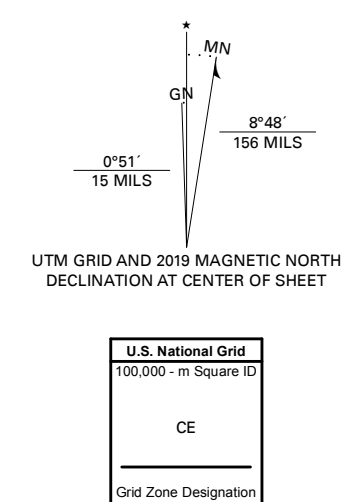 MN
GN
8°48´
156 MILS
0°51´
15 MILS
UTM GRID AND 2019 MAGNETIC NORTH
DECLINATION AT CENTER OF SHEET
U.S. National Grid
100,000 - m Square ID
CE
Grid Zone Designation